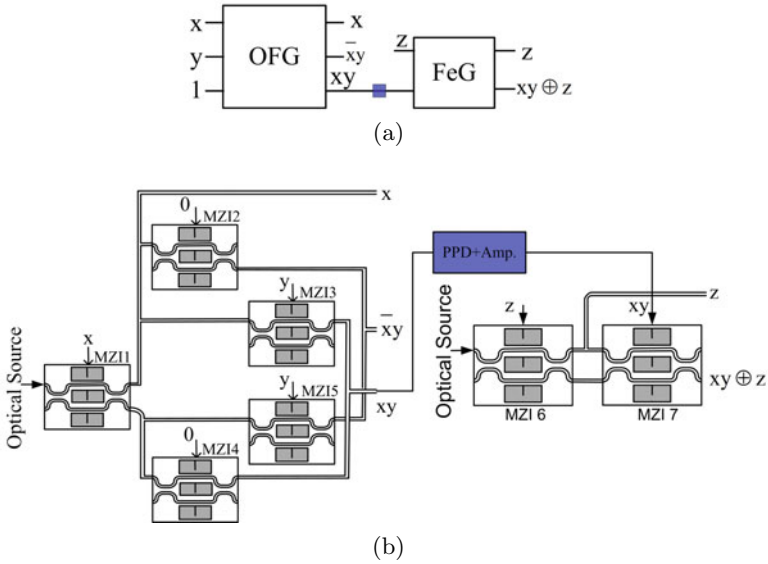 x
x
y
OFG
x̅y
z
z
xy
FeG
1
xy ⊕ z
(a)
x
0
MZI2
PPD+Amp.
y
MZI3
z
z
xy
x̅y
x
MZI1
Optical Source
Optical Source
y
MZI5
xy
xy ⊕ z
MZI 6
MZI 7
0
MZI4
(b)